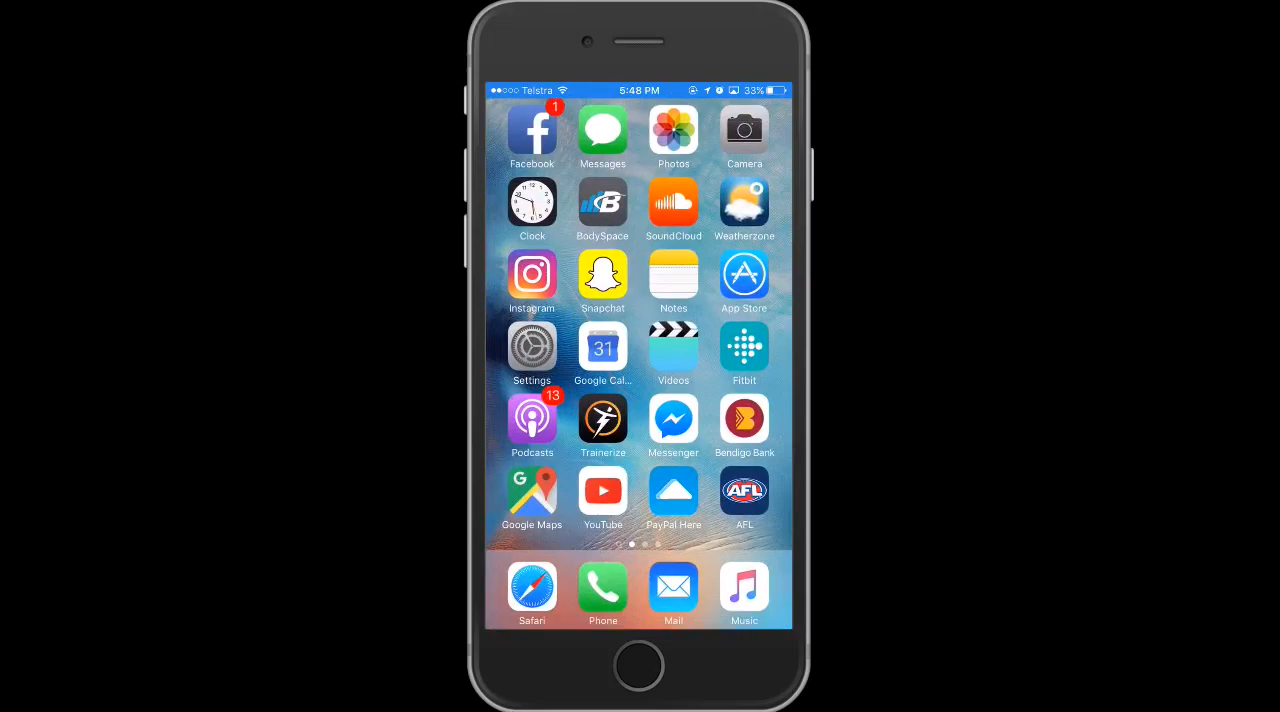 Telstra 5:48 PM 33%
1
Facebook Messages Photos Camera
Clock BodySpace SoundCloud Weatherzone
Instagram Snapchat Notes App Store
31
Settings Google Cal... Videos Fitbit
13
Podcasts Trainerize Messenger Bendigo Bank
G AFL
Google Maps YouTube PayPal Here AFL
Safari Phone Mail Music